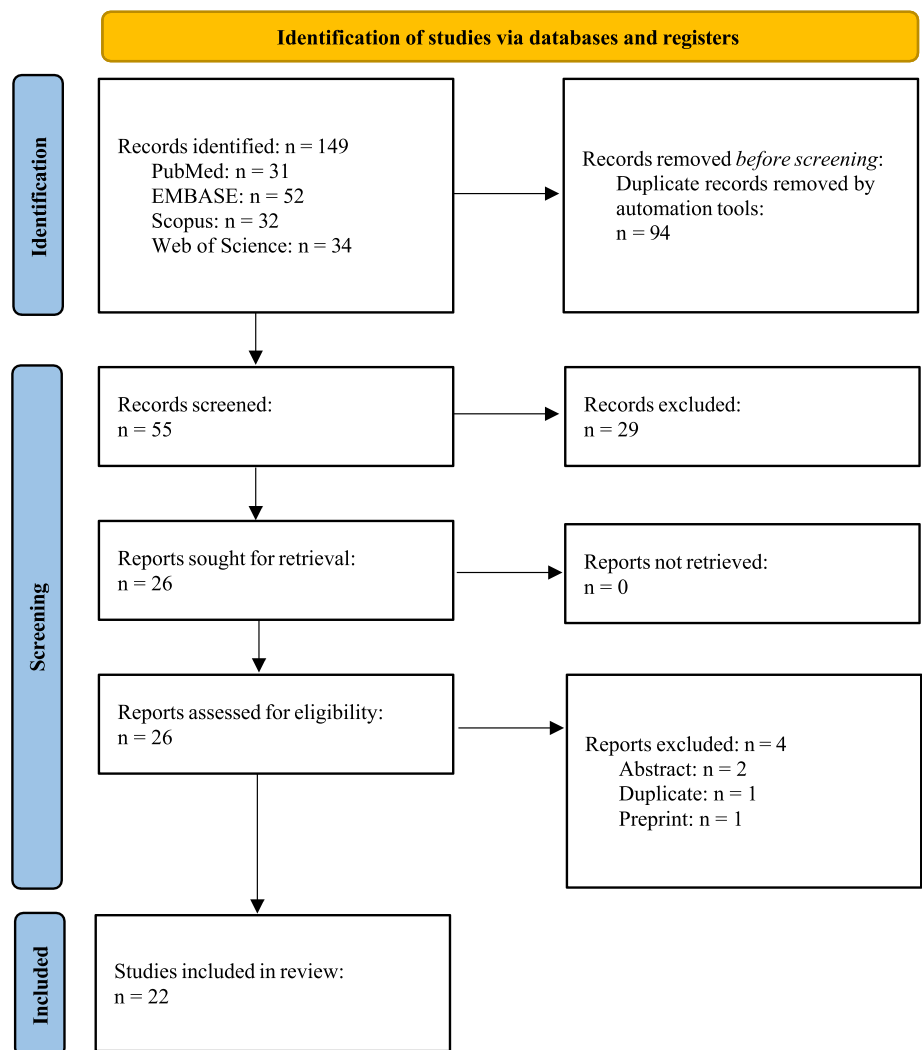 Identification of studies via databases and registers
Identification
Records identified: n = 149
PubMed: n = 31
EMBASE: n = 52
Scopus: n = 32
Web of Science: n = 34
Records removed before screening:
Duplicate records removed by
automation tools:
n = 94
Screening
Records screened:
n = 55
Records excluded:
n = 29
Reports sought for retrieval:
n = 26
Reports not retrieved:
n = 0
Reports assessed for eligibility:
n = 26
Reports excluded: n = 4
Abstract: n = 2
Duplicate: n = 1
Preprint: n = 1
Included
Studies included in review:
n = 22